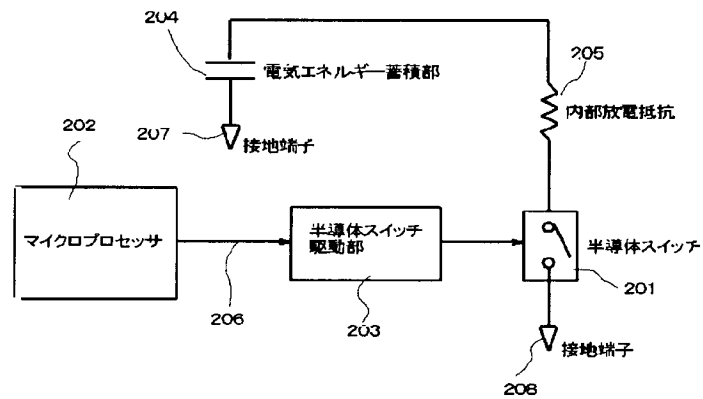 204
電気エネルギー蓄積部
205
内部放電抵抗
207
接地端子
202
マイクロプロセッサ
半導体スイッチ
駆動部
半導体スイッチ
201
206
203
接地端子
208